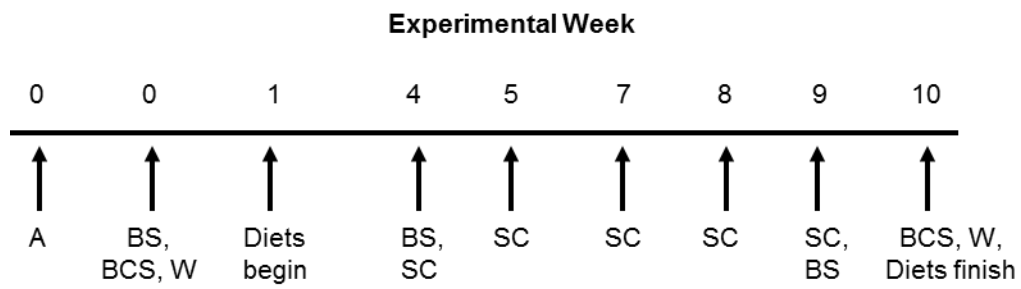 Experimental Week
0 0 1 4 5 7 8 9 10
A BS, Diets BS, SC SC SC SC, BCS, W,
BCS, W begin SC BS Diets finish